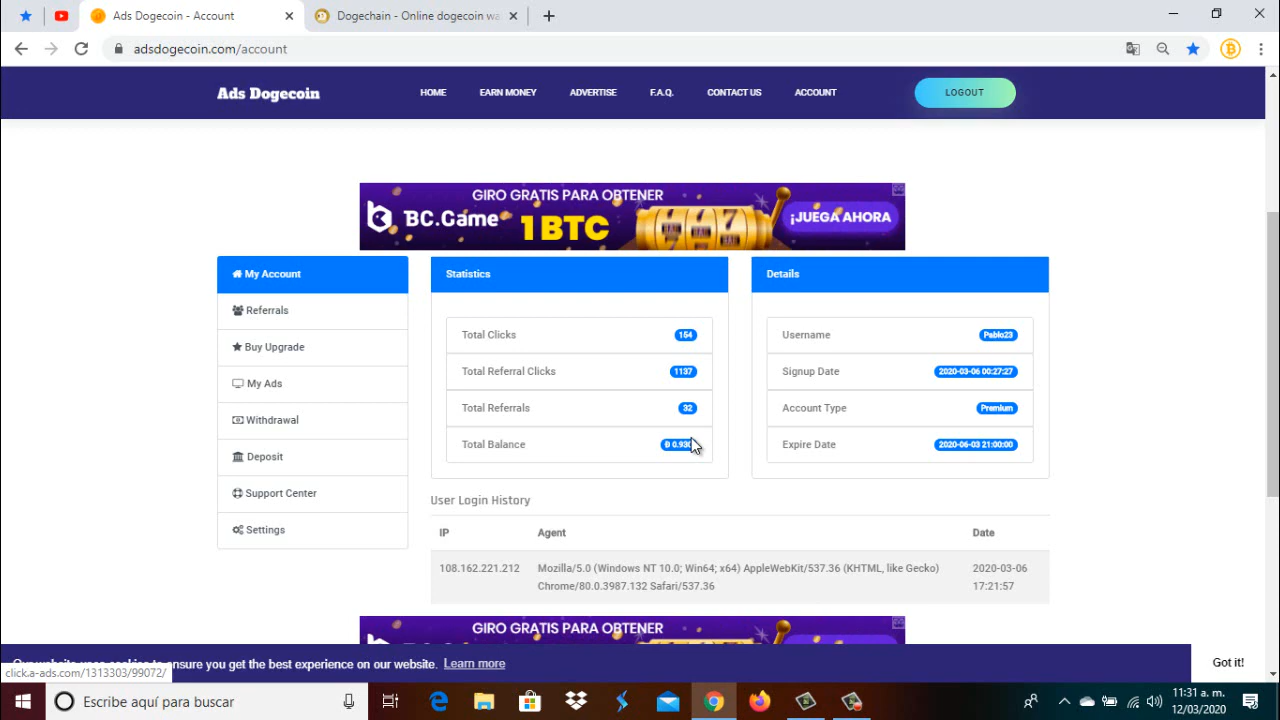 Ads Dogecoin - Account
Dogechain - Online dogecoin wa
adsdogecoin.com/account
Ads Dogecoin
HOME
EARN MONEY
ADVERTISE
F.A.Q.
CONTACT US
ACCOUNT
LOGOUT
GIRO GRATIS PARA OBTENER
BC.Game
1 BTC
¡JUEGA AHORA
My Account
Referrals
Buy Upgrade
My Ads
Withdrawal
Deposit
Support Center
Settings
Statistics
Total Clicks 154
Total Referral Clicks 1137
Total Referrals 32
Total Balance
Details
Username Pablo23
Signup Date 2020-03-06 00:27:27
Account Type Premium
Expire Date 2020-06-03 21:00:00
User Login History
IP Agent Date
108.162.221.212 Mozilla/5.0 (Windows NT 10.0; Win64; x64) AppleWebKit/537.36 (KHTML, like Gecko) 2020-03-06
Chrome/80.0.3987.132 Safari/537.36 17:21:57
GIRO GRATIS PARA OBTENER
ensure you get the best experience on our website. Learn more
Got it!
click.a-ads.com/1313303/99072/
Escribe aquí para buscar
11:31 a. m.
12/03/2020